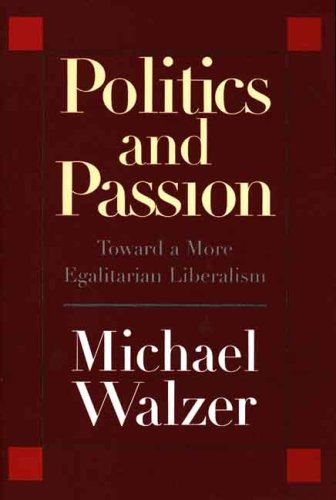 Politics
and
Passion
Toward a More
Egalitarian Liberalism
Michael
Walzer